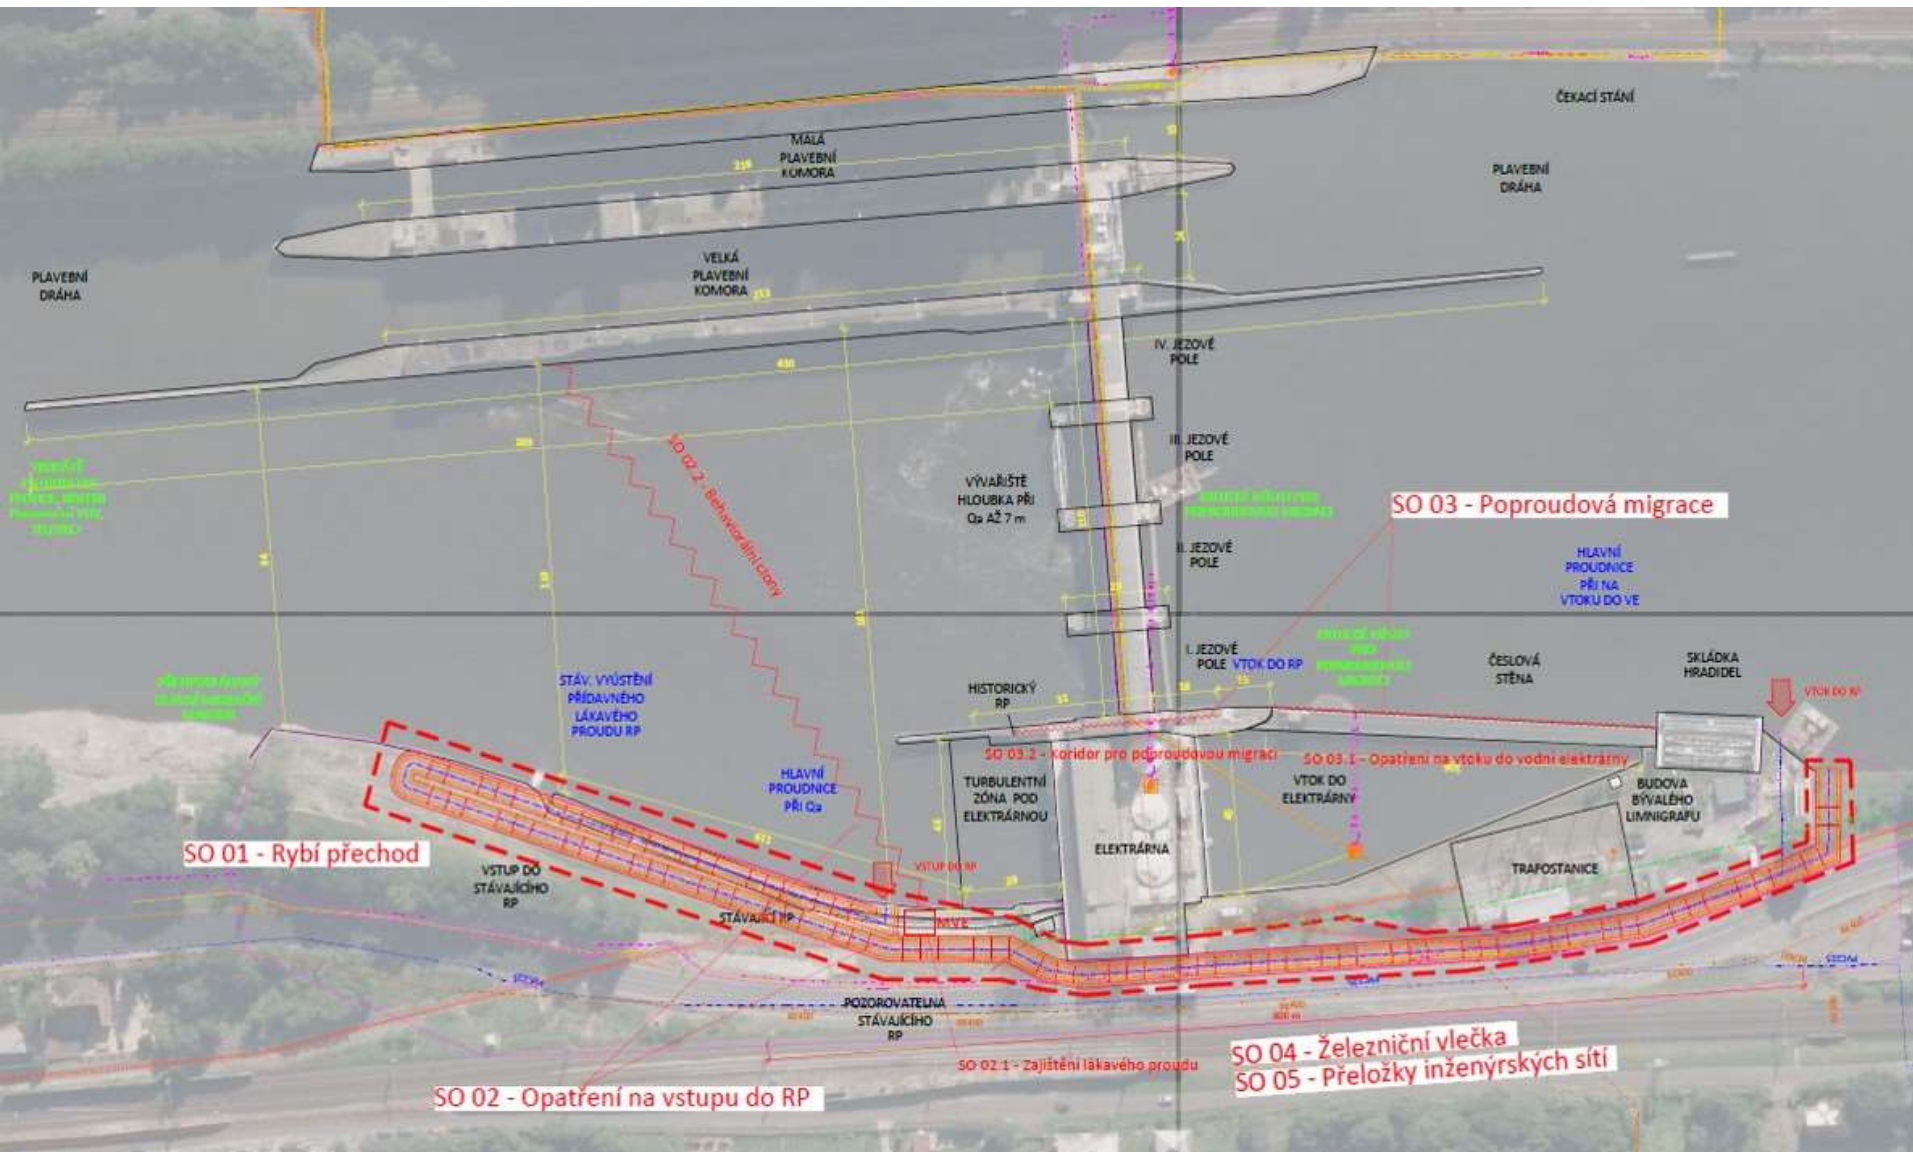 ČEKACÍ STÁNÍ
MALÁ
PLAVEBNÍ
KOMORA
PLAVEBNÍ
DRÁHA
VELKÁ
PLAVEBNÍ
KOMORA
253
PLAVEBNÍ
DRÁHA
IV. JEZOVÉ
POLE
III. JEZOVÉ
POLE
SO 02.2 - Behaviorální clony
VÝVAŘIŠTĚ
HLOUBKA PŘI
Qa AŽ 7 m
SO 03 - Poproudová migrace
II. JEZOVÉ
POLE
HLAVNÍ
PROUDNICE
PŘI NA
VTOKU DO VE
I. JEZOVÉ
POLE
VTOK DO RP
ČESLOVÁ
STĚNA
SKLÁDKA
HRADIDEL
VTOK DO RP
STÁV. VYÚSTĚNÍ
PŘÍDAVNÉHO
LÁKAVÉHO
PROUDU RP
HISTORICKÝ
RP
SO 03.2 - Koridor pro poproudovou migraci
SO 03.1 - Opatření na vtoku do vodní elektrárny
HLAVNÍ
PROUDNICE
PŘI Qa
TURBULENTNÍ
ZÓNA POD
ELEKTRÁRNOU
VTOK DO
ELEKTRÁRNY
BUDOVA
BÝVALÉHO
LIMNIGRAFU
ELEKTRÁRNA
SO 01 - Rybí přechod
VSTUP DO
STÁVAJÍCÍHO
RP
VSTUP DO RP
TRAFOSTANICE
STÁVAJÍCÍ RP
MVE
POZOROVATELNA
STÁVAJÍCÍHO
RP
SO 02.1 - Zajištění lákavého proudu
SO 04 - Železniční vlečka
SO 05 - Přeložky inženýrských sítí
SO 02 - Opatření na vstupu do RP